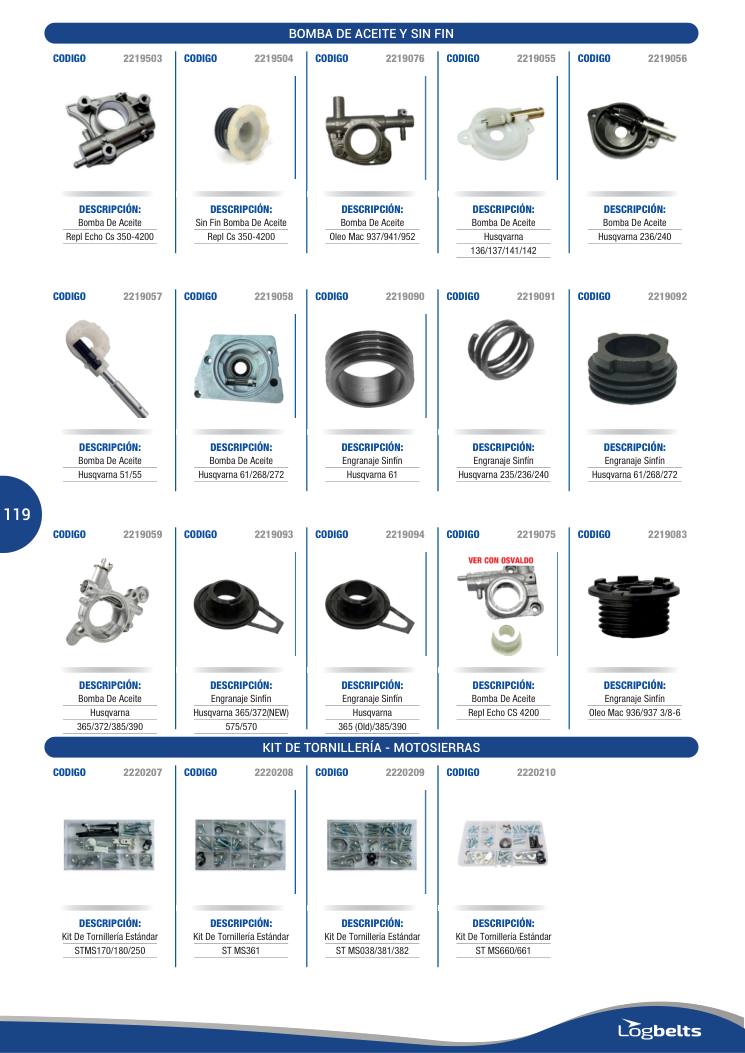 BOMBA DE ACEITE Y SIN FIN
CODIGO 2219503
DESCRIPCIÓN:
Bomba De Aceite
Repl Echo Cs 350-4200
CODIGO 2219504
DESCRIPCIÓN:
Sin Fin Bomba De Aceite
Repl Cs 350-4200
CODIGO 2219076
DESCRIPCIÓN:
Bomba De Aceite
Oleo Mac 937/941/952
CODIGO 2219055
DESCRIPCIÓN:
Bomba De Aceite
Husqvarna
136/137/141/142
CODIGO 2219056
DESCRIPCIÓN:
Bomba De Aceite
Husqvarna 236/240
CODIGO 2219057
DESCRIPCIÓN:
Bomba De Aceite
Husqvarna 51/55
CODIGO 2219058
DESCRIPCIÓN:
Bomba De Aceite
Husqvarna 61/268/272
CODIGO 2219090
DESCRIPCIÓN:
Engranaje Sinfín
Husqvarna 61
CODIGO 2219091
DESCRIPCIÓN:
Engranaje Sinfín
Husqvarna 235/236/240
CODIGO 2219092
DESCRIPCIÓN:
Engranaje Sinfín
Husqvarna 61/268/272
119
CODIGO 2219059
DESCRIPCIÓN:
Bomba De Aceite
Husqvarna
365/372/385/390
CODIGO 2219093
DESCRIPCIÓN:
Engranaje Sinfín
Husqvarna 365/372(NEW)
575/570
CODIGO 2219094
DESCRIPCIÓN:
Engranaje Sinfín
Husqvarna
365 (Old)/385/390
CODIGO 2219075
VER CON OSVALDO
DESCRIPCIÓN:
Bomba De Aceite
Repl Echo CS 4200
CODIGO 2219083
DESCRIPCIÓN:
Engranaje Sinfín
Oleo Mac 936/937 3/8-6
KIT DE TORNILLERÍA - MOTOSIERRAS
CODIGO 2220207
DESCRIPCIÓN:
Kit De Tornillería Estándar
STMS170/180/250
CODIGO 2220208
DESCRIPCIÓN:
Kit De Tornillería Estándar
ST MS361
CODIGO 2220209
DESCRIPCIÓN:
Kit De Tornillería Estándar
ST MS038/381/382
CODIGO 2220210
DESCRIPCIÓN:
Kit De Tornillería Estándar
ST MS660/661
Logbelts